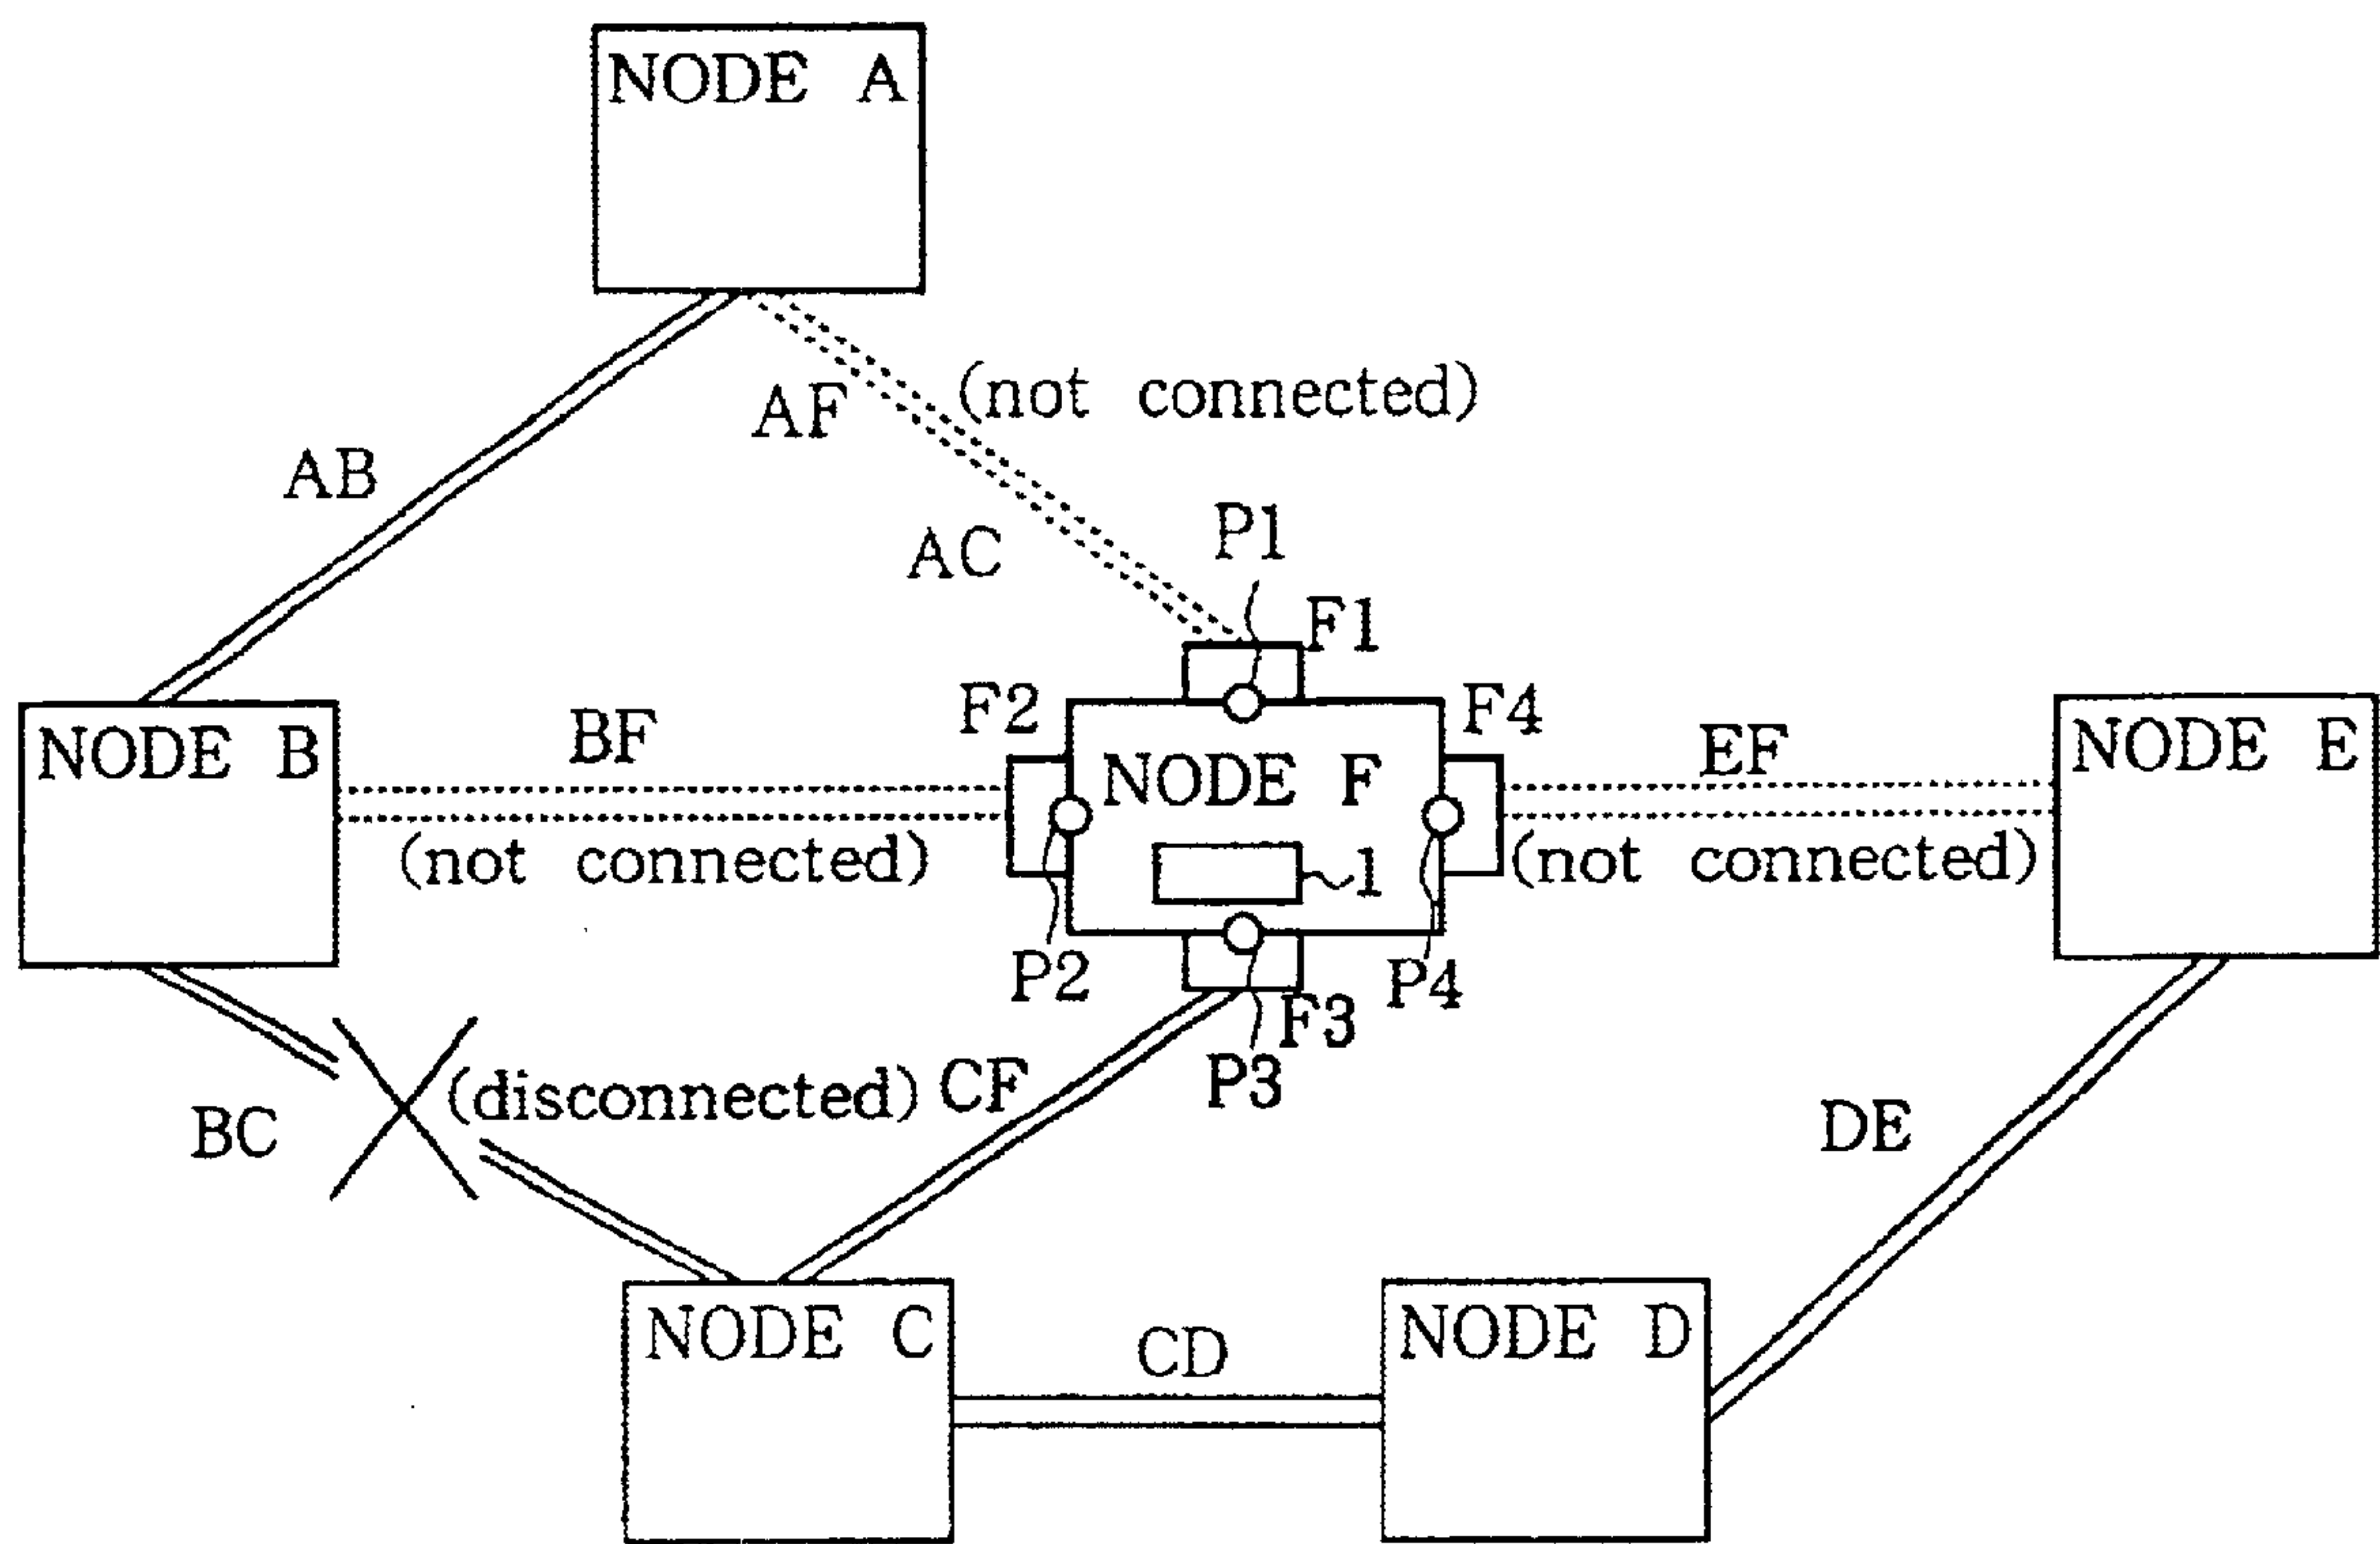 NODE A
AF
(not connected)
AB
P1
AC
F1
F2
F4
BF
EF
NODE B
NODE F
NODE E
(not connected)
1
(not connected)
P2
P4
F3
(disconnected)
CF
P3
BC
DE
NODE C
CD
NODE D